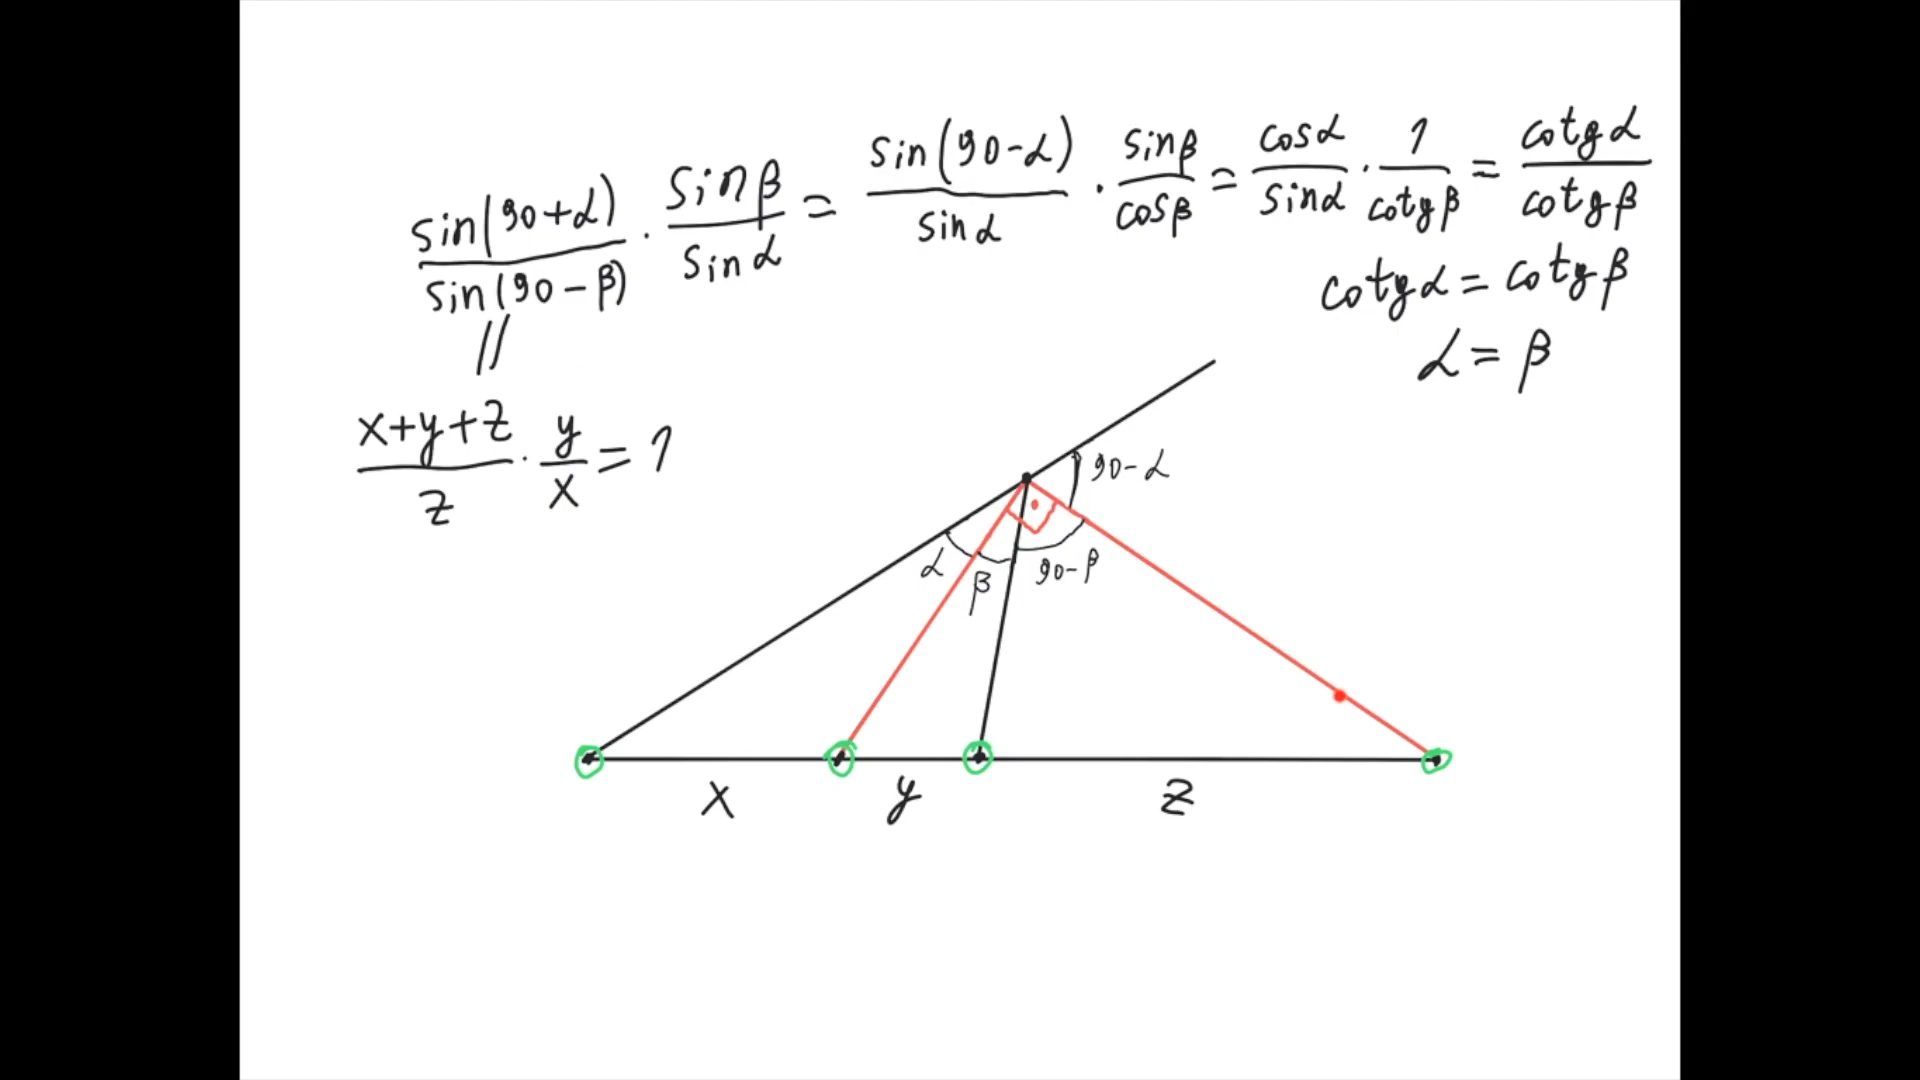 sin(90+α)/sin(90-β) · sinβ/sinα = sin(90-α)/sinα · sinβ/cosβ = cosα/sinα · 1/cotgβ = cotgα/cotgβ
cotgα = cotgβ
α = β
||
x+y+z/z · y/x = 1
90-α
α
β
90-β
x
y
z